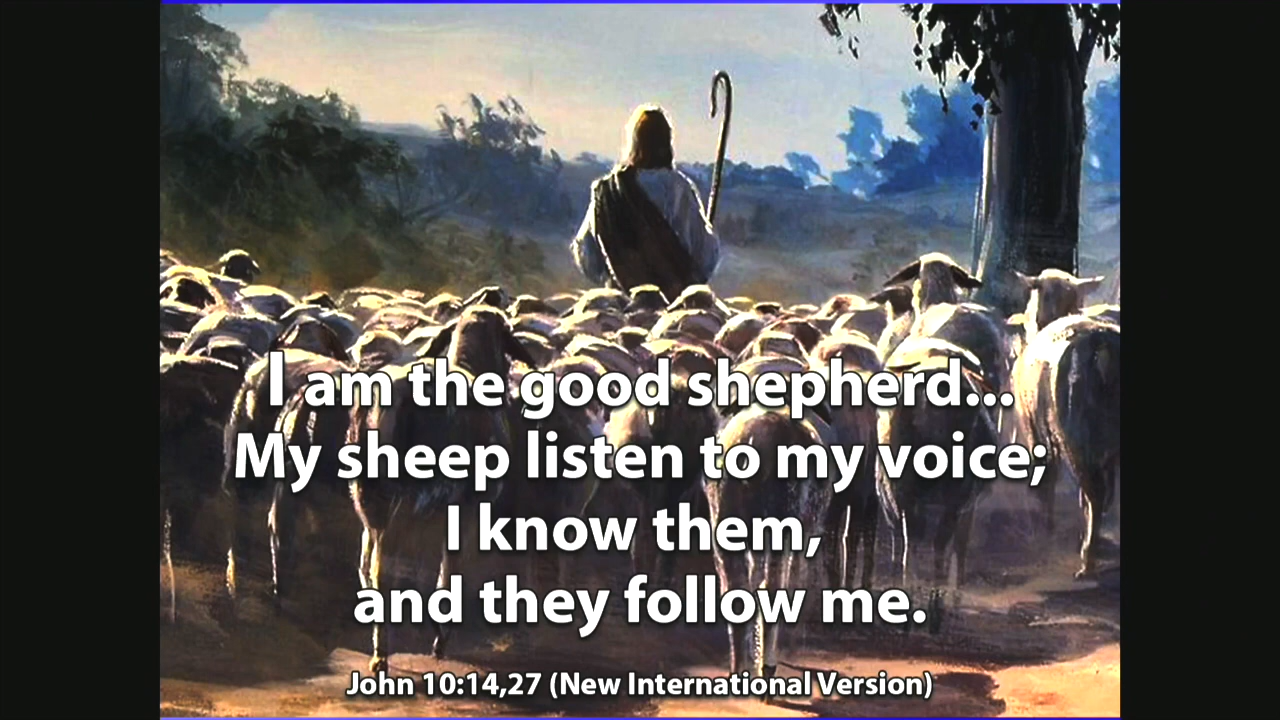 I am the good shepherd...
My sheep listen to my voice;
I know them,
and they follow me.
John 10:14,27 (New International Version)